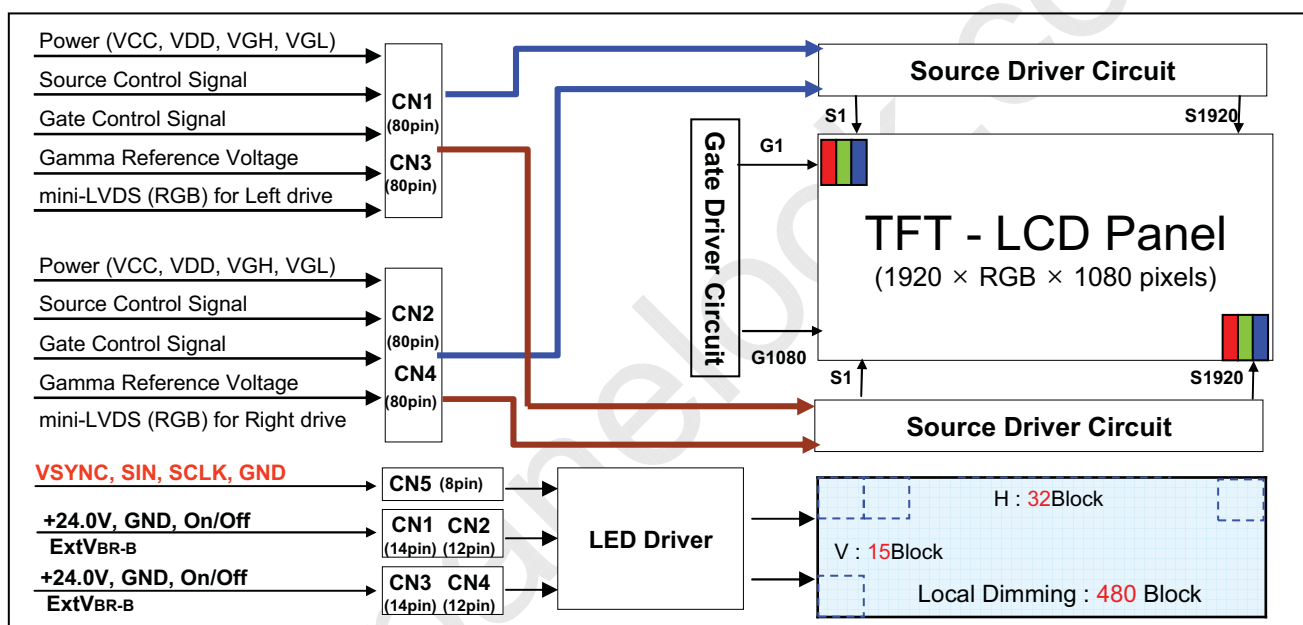 Power (VCC, VDD, VGH, VGL)
Source Control Signal
Gate Control Signal
Gamma Reference Voltage
mini-LVDS (RGB) for Left drive
CN1
(80pin)
CN3
(80pin)
Power (VCC, VDD, VGH, VGL)
Source Control Signal
Gate Control Signal
Gamma Reference Voltage
mini-LVDS (RGB) for Right drive
CN2
(80pin)
CN4
(80pin)
Source Driver Circuit
S1 S1920
Gate Driver Circuit
G1
G1080
TFT - LCD Panel
(1920 × RGB × 1080 pixels)
S1 S1920
Source Driver Circuit
VSYNC, SIN, SCLK, GND
CN5 (8pin)
+24.0V, GND, On/Off
ExtVBR-B
CN1 CN2
(14pin) (12pin)
+24.0V, GND, On/Off
ExtVBR-B
CN3 CN4
(14pin) (12pin)
LED Driver
H : 32Block
V : 15Block
Local Dimming : 480 Block